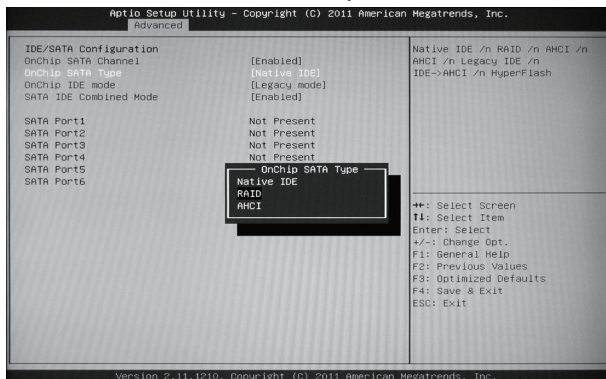 Aptio Setup Utility – Copyright (C) 2011 American Megatrends, Inc.
Advanced
IDE/SATA Configuration
OnChip SATA Channel [Enabled]
OnChip SATA Type [Native IDE]
OnChip IDE mode [Legacy mode]
SATA IDE Combined Mode [Enabled]
SATA Port1 Not Present
SATA Port2 Not Present
SATA Port3 Not Present
SATA Port4 Not Present
SATA Port5
SATA Port6
OnChip SATA Type
Native IDE
RAID
AHCI
Native IDE /n RAID /n AHCI /n
AHCI /n Legacy IDE /n
IDE->AHCI /n HyperFlash
→←: Select Screen
↑↓: Select Item
Enter: Select
+/-: Change Opt.
F1: General Help
F2: Previous Values
F3: Optimized Defaults
F4: Save & Exit
ESC: Exit
Version 2.11.1210. Copyright (C) 2011 American Megatrends, Inc.